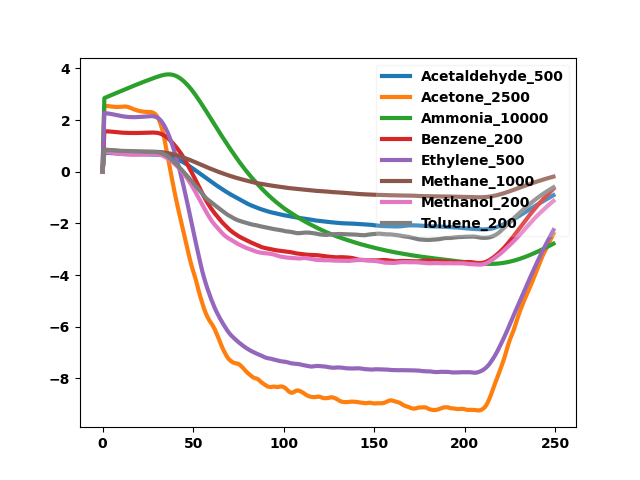 4
2
0
−2
−4
−6
−8
0
50
100
150
200
250
Acetaldehyde_500
Acetone_2500
Ammonia_10000
Benzene_200
Ethylene_500
Methane_1000
Methanol_200
Toluene_200